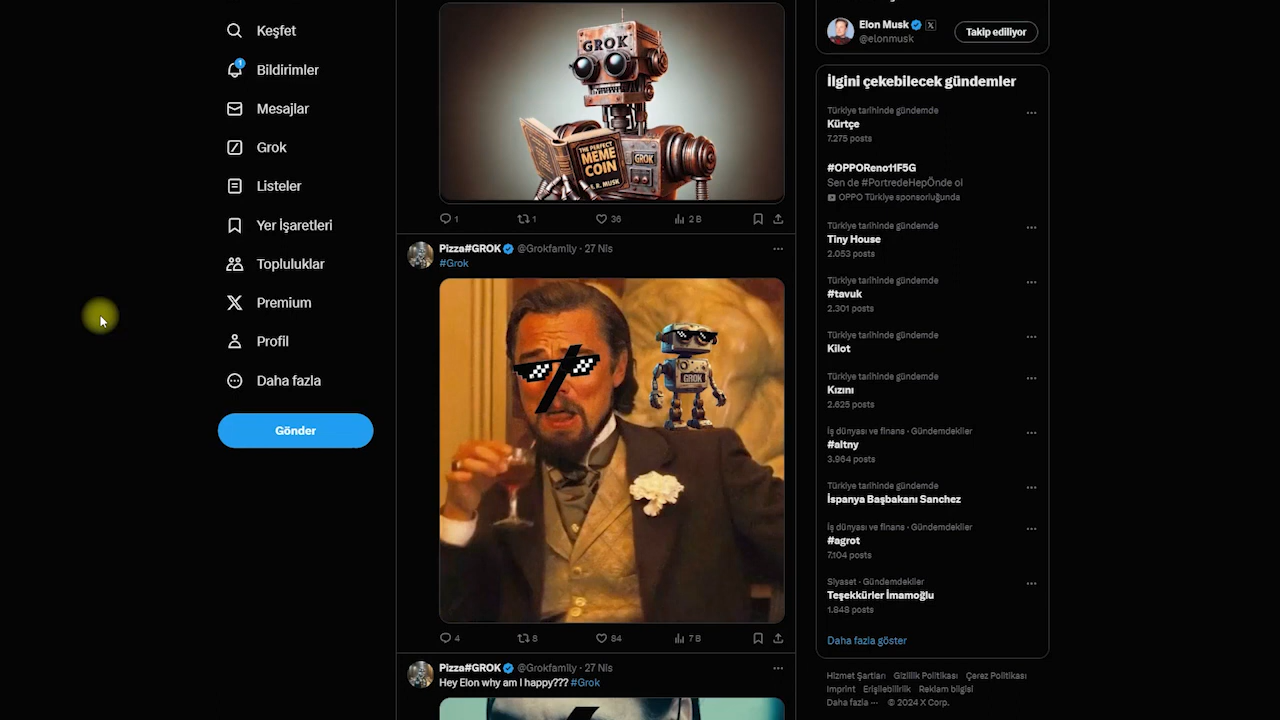 Keşfet
1
Bildirimler
Mesajlar
Grok
Listeler
Yer İşaretleri
Topluluklar
Premium
Profil
Daha fazla
Gönder
GROK
THE PERFECT
MEME
COIN
GROK
1 1 36 2 B
Pizza#GROK @Grokfamily · 27 Nis
#Grok
GROK
4 8 84 7 B
Pizza#GROK @Grokfamily · 27 Nis
Hey Elon why am I happy??? #Grok
Elon Musk
@elonmusk
Takip ediliyor
İlgini çekebilecek gündemler
Türkiye tarihinde gündemde
Kürtçe
7.275 posts
#OPPOReno11F5G
Sen de #PortredeHepÖnde ol
OPPO Türkiye sponsorluğunda
Türkiye tarihinde gündemde
Tiny House
2.053 posts
Türkiye tarihinde gündemde
#tavuk
2.301 posts
Türkiye tarihinde gündemde
Kilot
Türkiye tarihinde gündemde
Kızını
2.625 posts
İş dünyası ve finans · Gündemdekiler
#altny
3.964 posts
Türkiye tarihinde gündemde
İspanya Başbakanı Sanchez
İş dünyası ve finans · Gündemdekiler
#agrot
7.104 posts
Siyaset · Gündemdekiler
Teşekkürler İmamoğlu
1.848 posts
Daha fazla göster
Hizmet Şartları Gizlilik Politikası Çerez Politikası
Imprint Erişilebilirlik Reklam bilgisi
Daha fazla ··· © 2024 X Corp.